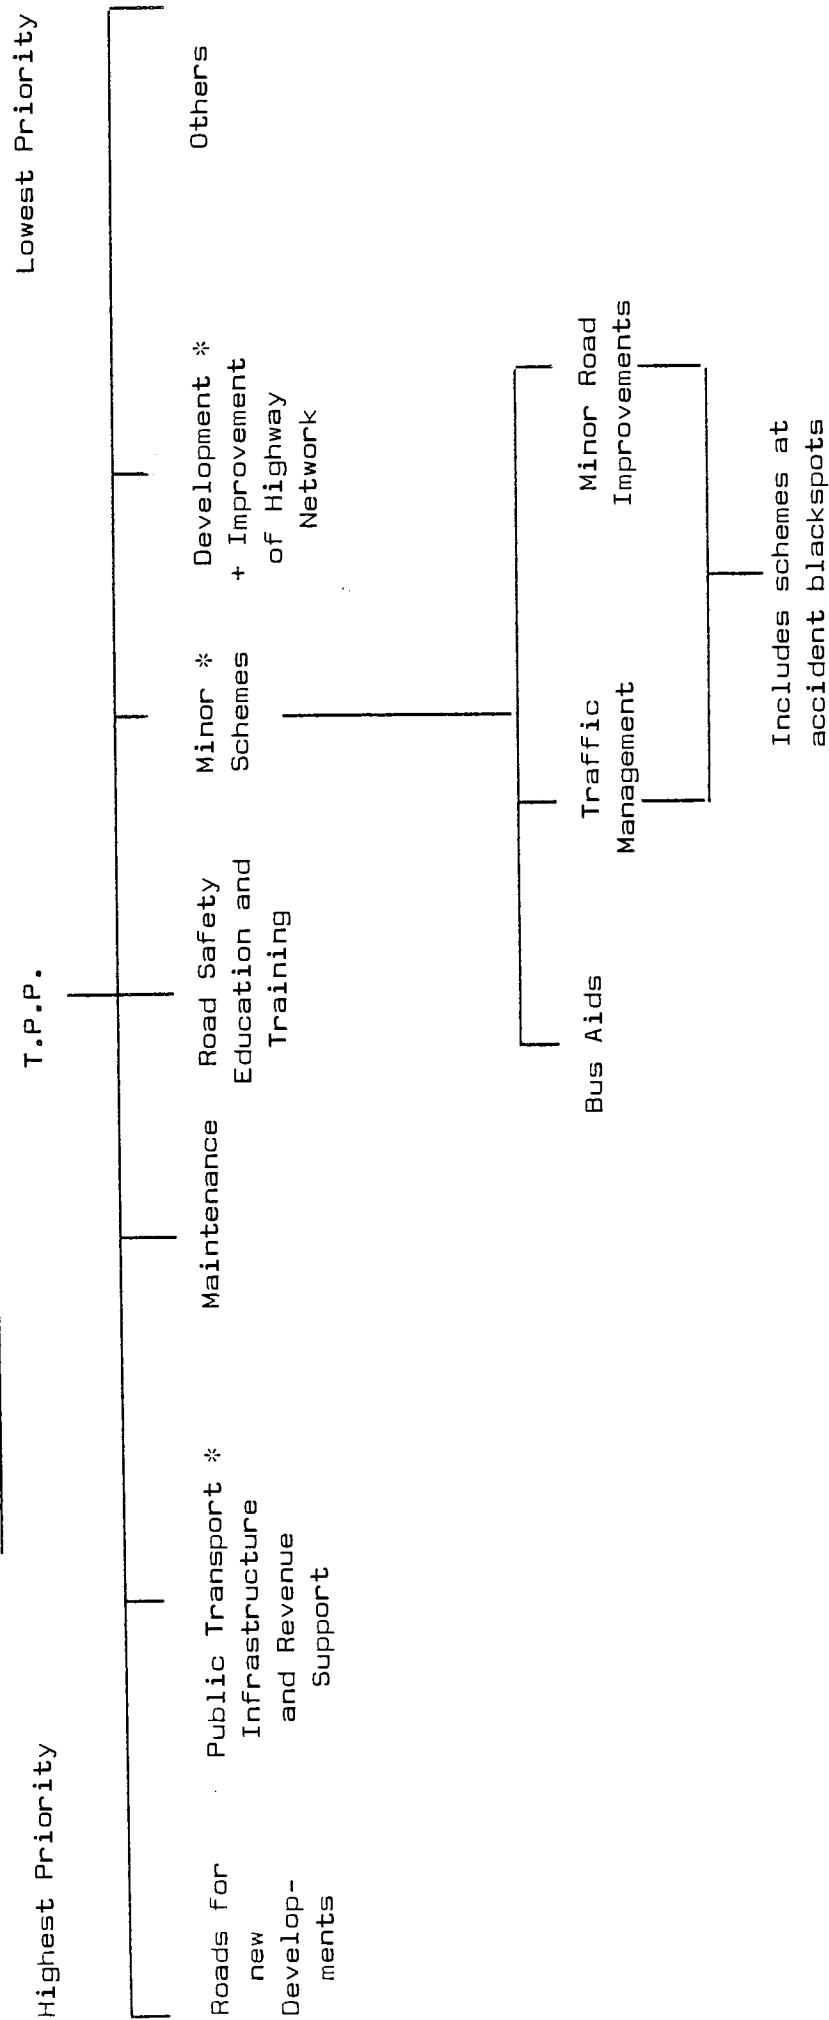 Highest Priority
T.P.P.
Lowest Priority
Roads for
new
Develop-
ments
Public Transport *
Infrastructure
and Revenue
Support
Maintenance
Road Safety
Education and
Training
Minor *
Schemes
Development *
+ Improvement
of Highway
Network
Others
Bus Aids
Traffic
Management
Minor Road
Improvements
Includes schemes at
accident blackspots